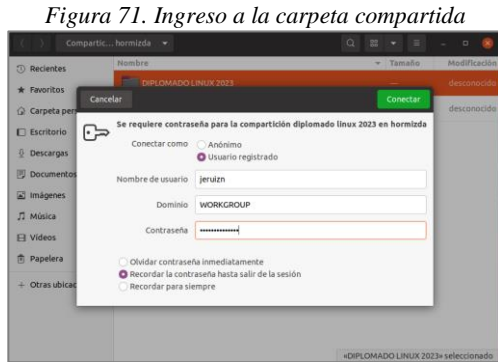 Figura 71. Ingreso a la carpeta compartida
Compartic... hormizda
Nombre Tamaño Modificación
Recientes
DIPLOMADO LINUX 2023 — desconocido
Favoritos
Cancelar Conectar
Carpeta per
desconocido
Se requiere contraseña para la compartición diplomado linux 2023 en hormizda
Escritorio
Conectar como Anónimo
Usuario registrado
Descargas
Documentos
Nombre de usuario jeruizn
Imágenes
Dominio WORKGROUP
Música
Contraseña ••••••••••••••
Vídeos
Papelera
Olvidar contraseña inmediatamente
Recordar la contraseña hasta salir de la sesión
+ Otras ubicac
Recordar para siempre
«DIPLOMADO LINUX 2023» seleccionado